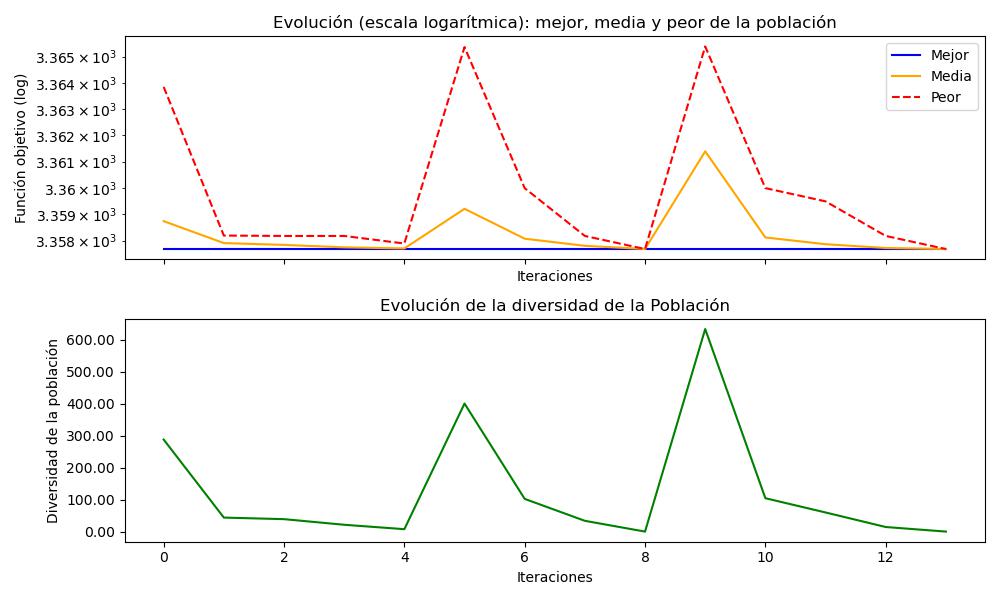 Evolución (escala logarítmica): mejor, media y peor de la población
Función objetivo (log)
3.365 × 10³
3.364 × 10³
3.363 × 10³
3.362 × 10³
3.361 × 10³
3.36 × 10³
3.359 × 10³
3.358 × 10³
Mejor
Media
Peor
Iteraciones
Evolución de la diversidad de la Población
Diversidad de la población
600.00
500.00
400.00
300.00
200.00
100.00
0.00
0 2 4 6 8 10 12
Iteraciones